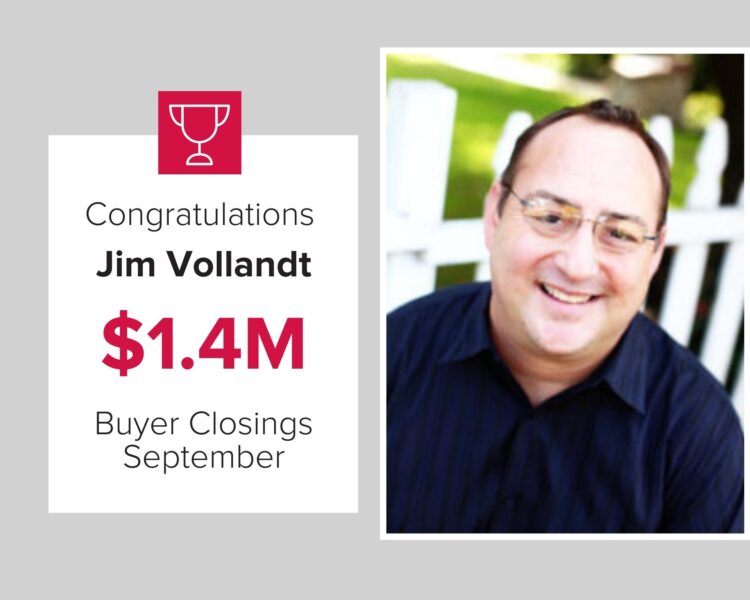 Congratulations
Jim Vollandt
$1.4M
Buyer Closings
September